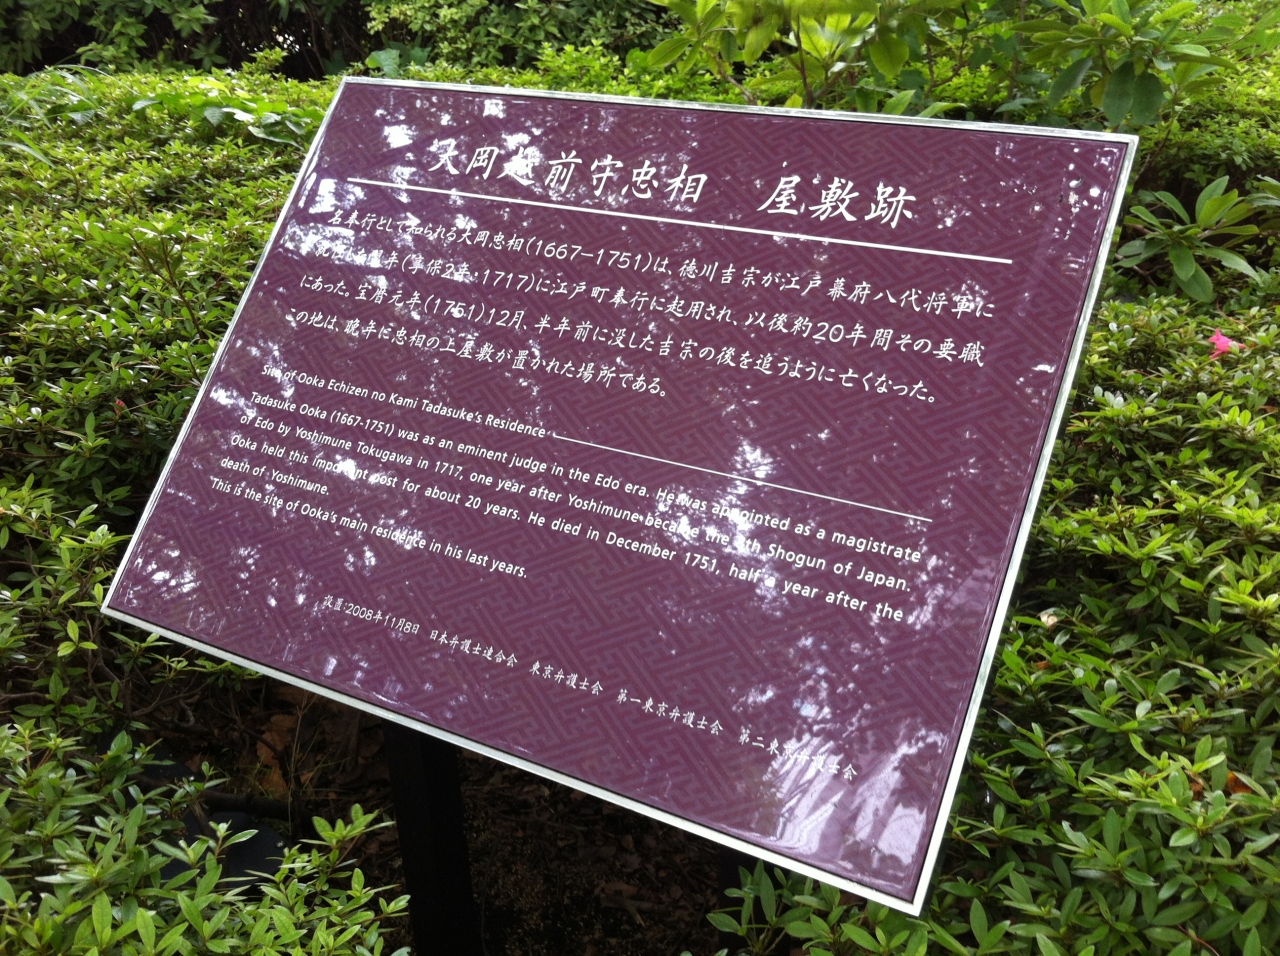 大岡越前守忠相　屋敷跡
名奉行として知られる大岡忠相(1667−1751)は、徳川吉宗が江戸幕府八代将軍に
就任した翌年(享保2年・1717)に江戸町奉行に起用され、以後約20年間その要職
にあった。宝暦元年(1751)12月、半年前に没した吉宗の後を追うように亡くなった。
この地は、晩年に忠相の上屋敷が置かれた場所である。
Site of Ooka Echizen no Kami Tadasuke's Residence
Tadasuke Ooka (1667-1751) was as an eminent judge in the Edo era. He was appointed as a magistrate
of Edo by Yoshimune Tokugawa in 1717, one year after Yoshimune became the 8th Shogun of Japan.
Ooka held this important post for about 20 years. He died in December 1751, half a year after the
death of Yoshimune.
This is the site of Ooka's main residence in his last years.
設置:2008年11月8日　日本弁護士連合会　東京弁護士会　第一東京弁護士会　第二東京弁護士会